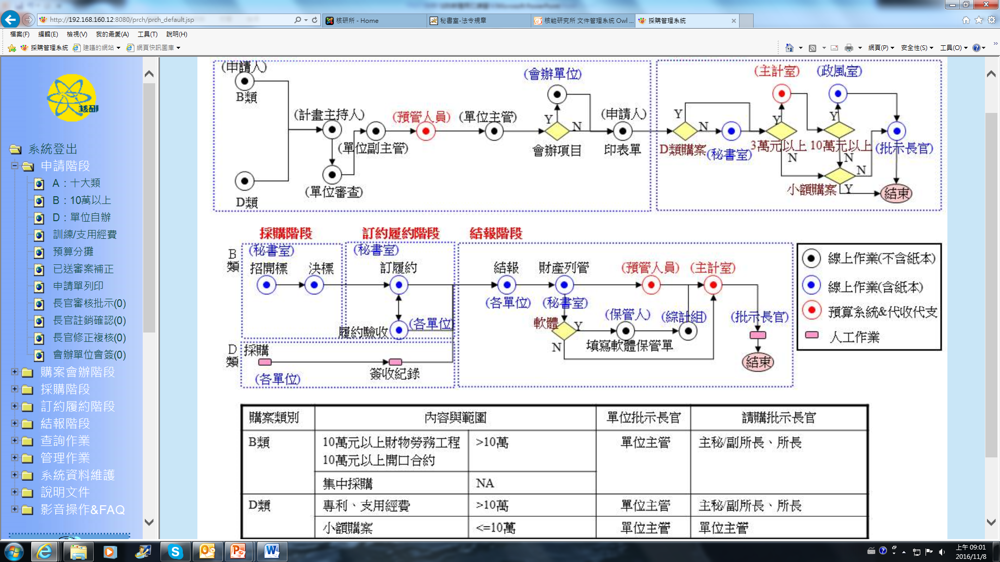 http://192.168.160.12:8080/prch/prch_default.jsp
核研所 - Home
秘書室-法令規章
核能研究所 文件管理系統 Owl ...
採購管理系統
檔案(F) 編輯(E) 檢視(V) 我的最愛(A) 工具(T) 說明(H)
採購管理系統 建議的網站 網頁快訊圖庫
網頁(P) 安全性(S) 工具(O)
核研
系統登出
申請階段
A：十大類
B：10萬以上
D：單位自辦
訓練/支用經費
預算分攤
已送審案補正
申請單列印
長官審核批示(0)
長官註銷確認(0)
長官修正複核(0)
會辦單位會簽(0)
購案會辦階段
採購階段
訂約履約階段
結報階段
查詢作業
管理作業
系統資料維護
說明文件
影音操作&FAQ
(申請人)
B類
D類
(計畫主持人)
(單位審查)
(單位副主管)
(預管人員)
(單位主管)
(會辦單位)
Y
N
會辦項目
(申請人)
印表單
Y
N
D類購案
(秘書室)
(主計室)
Y
3萬元以上
N
(政風室)
Y
10萬元以上
N
(批示長官)
小額購案
N
Y
結束
採購階段 訂約履約階段 結報階段
B類
(秘書室)
招開標 決標
(秘書室)
訂履約
履約驗收
(各單位)
D類
採購
(各單位)
簽收紀錄
結報
(各單位)
財產列管
(秘書室)
(預管人員)
(主計室)
軟體
Y
N
(保管人)
填寫軟體保管單
(綜計組)
(批示長官)
結束
線上作業(不含紙本)
線上作業(含紙本)
預算系統&代收代支
人工作業
購案類別 內容與範圍 單位批示長官 請購批示長官
B類 10萬元以上財物勞務工程 >10萬 單位主管 主秘/副所長、所長
10萬元以上開口合約
集中採購 NA
D類 專利、支用經費 >10萬 單位主管 主秘/副所長、所長
小額購案 <=10萬 單位主管 單位主管
上午 09:01
2016/11/8